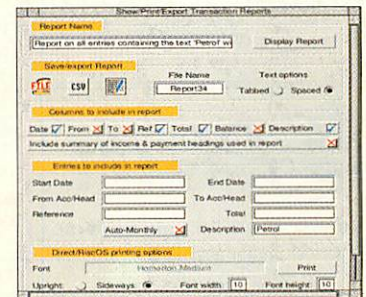 Show/Print/Export Transaction Reports
Report Name
Report on all entries containing the text 'Petrol' wi
Display Report
Save/export Report
File Name
Text options
FILE
CSV
Report34
Tabbed
Spaced
Columns to include in report
Date From To Ref Total Balance Description
Include summary of income & payment headings used in report
Entries to include in report
Start Date
End Date
From Acc/Head
To Acc/Head
Reference
Total
Auto-Monthly
Description
Petrol
Direct/RiscOS printing options
Font
Homerton.Medium
Print
Upright:
Sideways
Font width
10
Font height
10